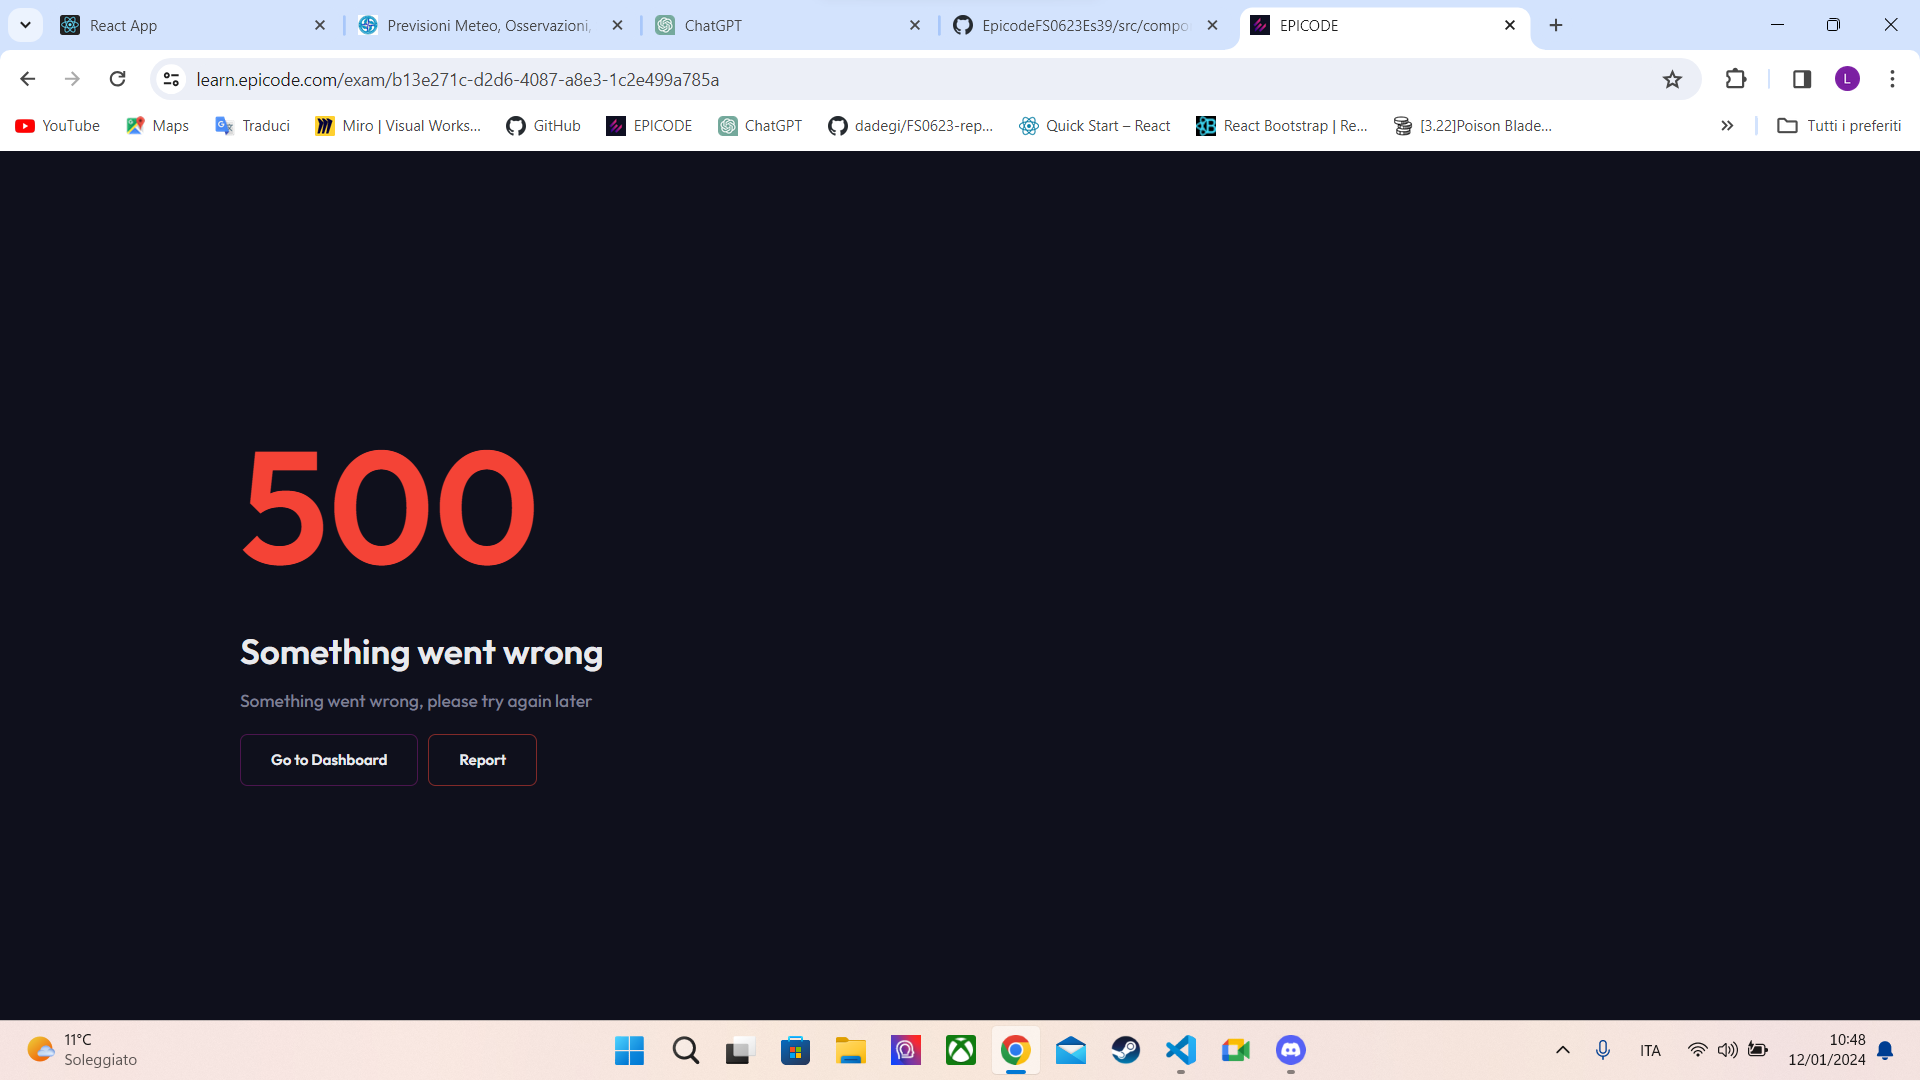 React App
Previsioni Meteo, Osservazioni,
ChatGPT
EpicodeFS0623Es39/src/compo
EPICODE
learn.epicode.com/exam/b13e271c-d2d6-4087-a8e3-1c2e499a785a
L
YouTube
Maps
Traduci
Miro | Visual Works...
GitHub
EPICODE
ChatGPT
dadegi/FS0623-rep...
Quick Start – React
React Bootstrap | Re...
[3.22]Poison Blade...
Tutti i preferiti
500
Something went wrong
Something went wrong, please try again later
Go to Dashboard
Report
11°C
Soleggiato
ITA
10:48
12/01/2024